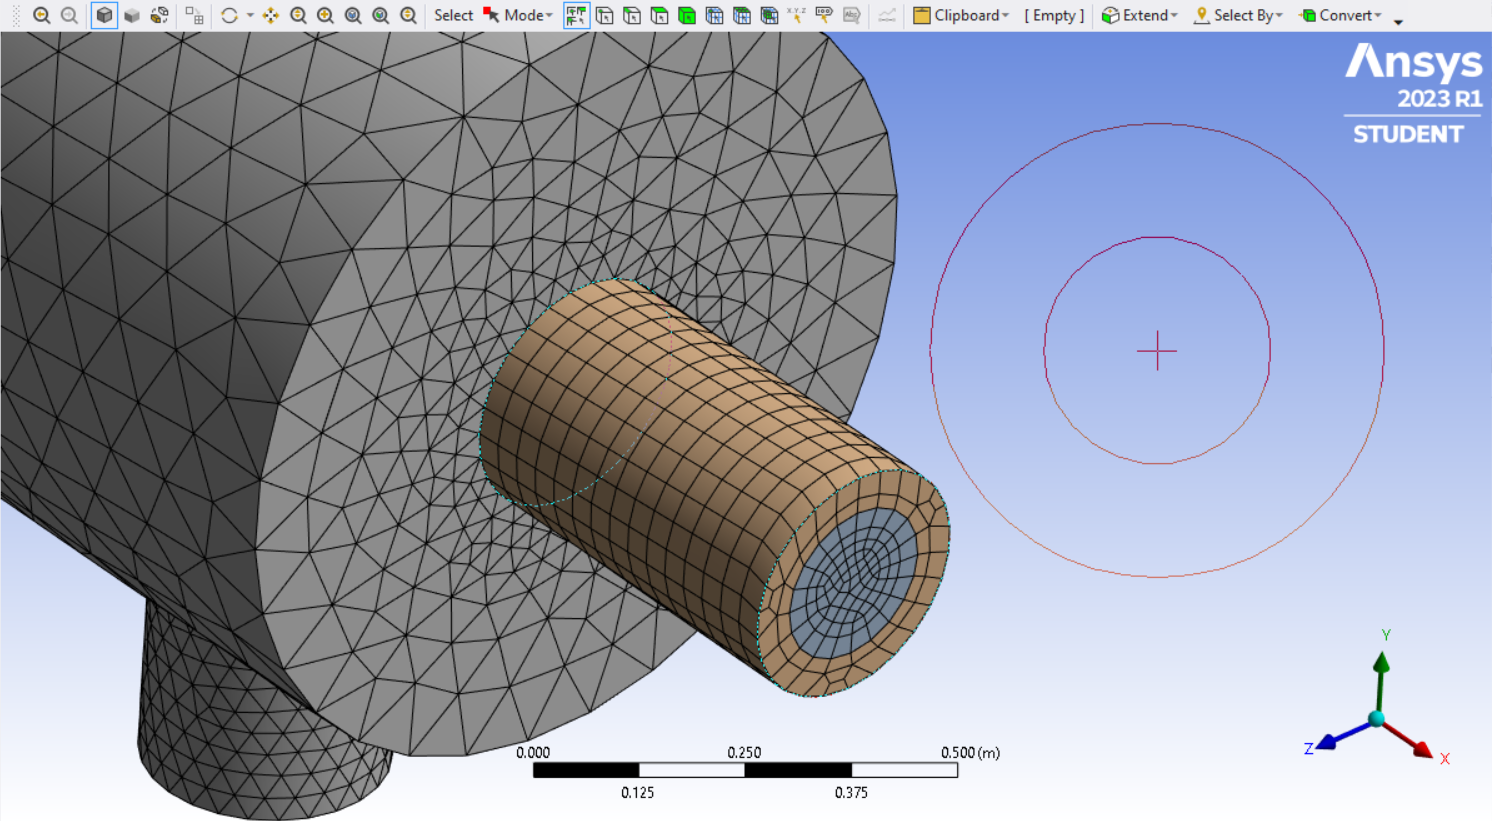 Select Mode Clipboard [ Empty ] Extend Select By Convert
X,Y,Z
Ansys
2023 R1
STUDENT
Y
Z
X
0.000 0.250 0.500 (m)
0.125 0.375